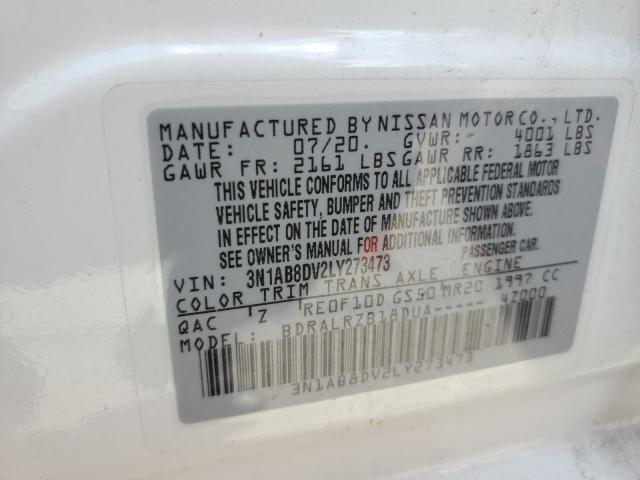 MANUFACTURED BY NISSAN MOTOR CO., LTD.
DATE: 07/20. GVWR: 4001 LBS
GAWR FR: 2161 LBS GAWR RR: 1863 LBS
THIS VEHICLE CONFORMS TO ALL APPLICABLE FEDERAL MOTOR
VEHICLE SAFETY, BUMPER AND THEFT PREVENTION STANDARDS
IN EFFECT ON THE DATE OF MANUFACTURE SHOWN ABOVE.
SEE OWNER'S MANUAL FOR ADDITIONAL INFORMATION.
VIN: 3N1AB8DV2LY273473 PASSENGER CAR.
COLOR TRIM TRANS AXLE ENGINE
QAC Z RE0F10D GS50 MR20 1997 CC
MODEL: BDRALRZB18DUA----- 4Z000
3N1AB8DV2LY273473